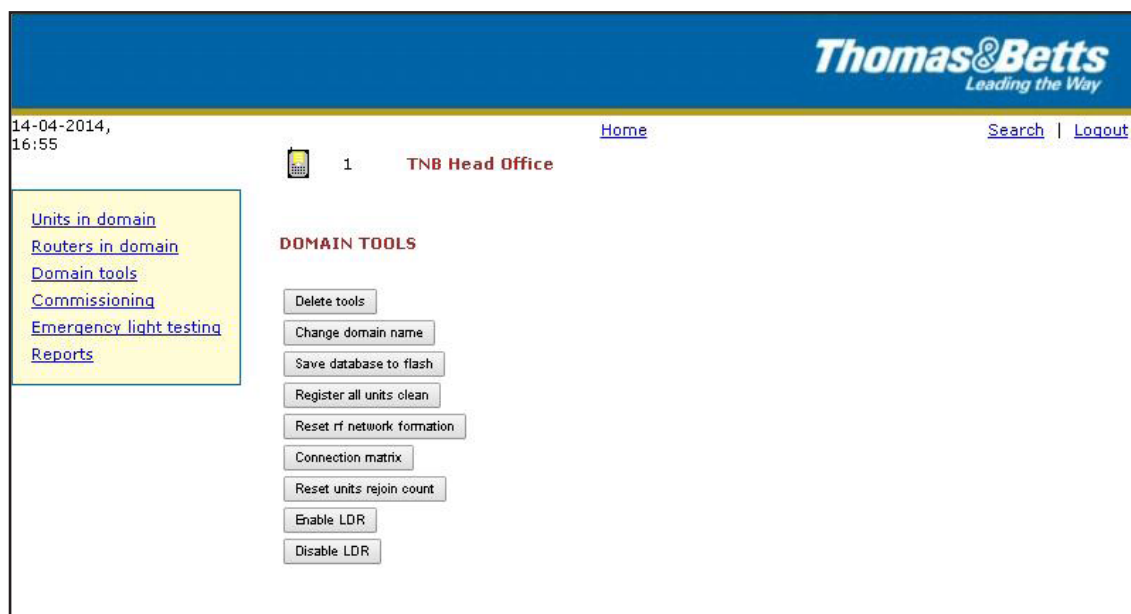 Thomas&Betts
Leading the Way
14-04-2014,
16:55
Home
Search | Logout
1 TNB Head Office
Units in domain
Routers in domain
Domain tools
Commissioning
Emergency light testing
Reports
DOMAIN TOOLS
Delete tools
Change domain name
Save database to flash
Register all units clean
Reset rf network formation
Connection matrix
Reset units rejoin count
Enable LDR
Disable LDR